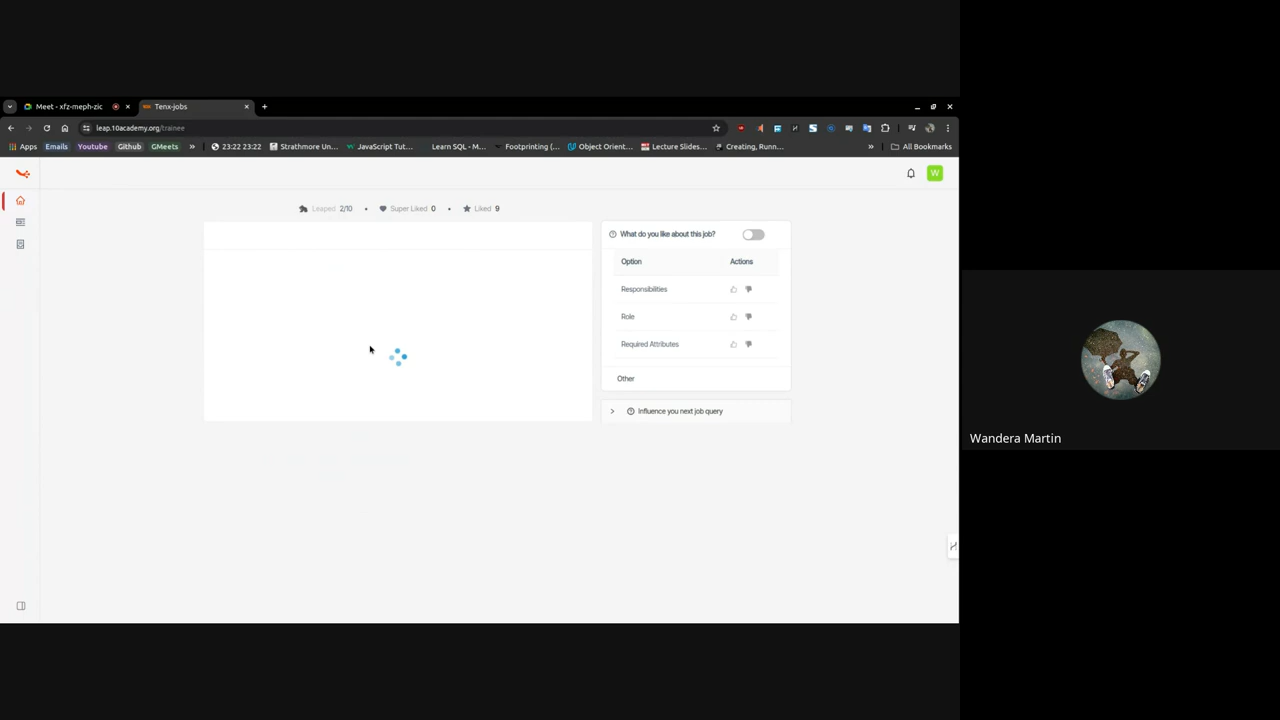 Meet - xfz-meph-zic
Tenx-jobs
leap.10academy.org/trainee
Apps Emails Youtube Github GMeets » 23:22 23:22 Strathmore Un... JavaScript Tut... Learn SQL - M... Footprinting (... Object Orient... Lecture Slides... Creating, Runn... » All Bookmarks
W
Leaped 2/10 • Super Liked 0 • Liked 9
What do you like about this job?
Option Actions
Responsibilities
Role
Required Attributes
Other
Influence you next job query
Wandera Martin